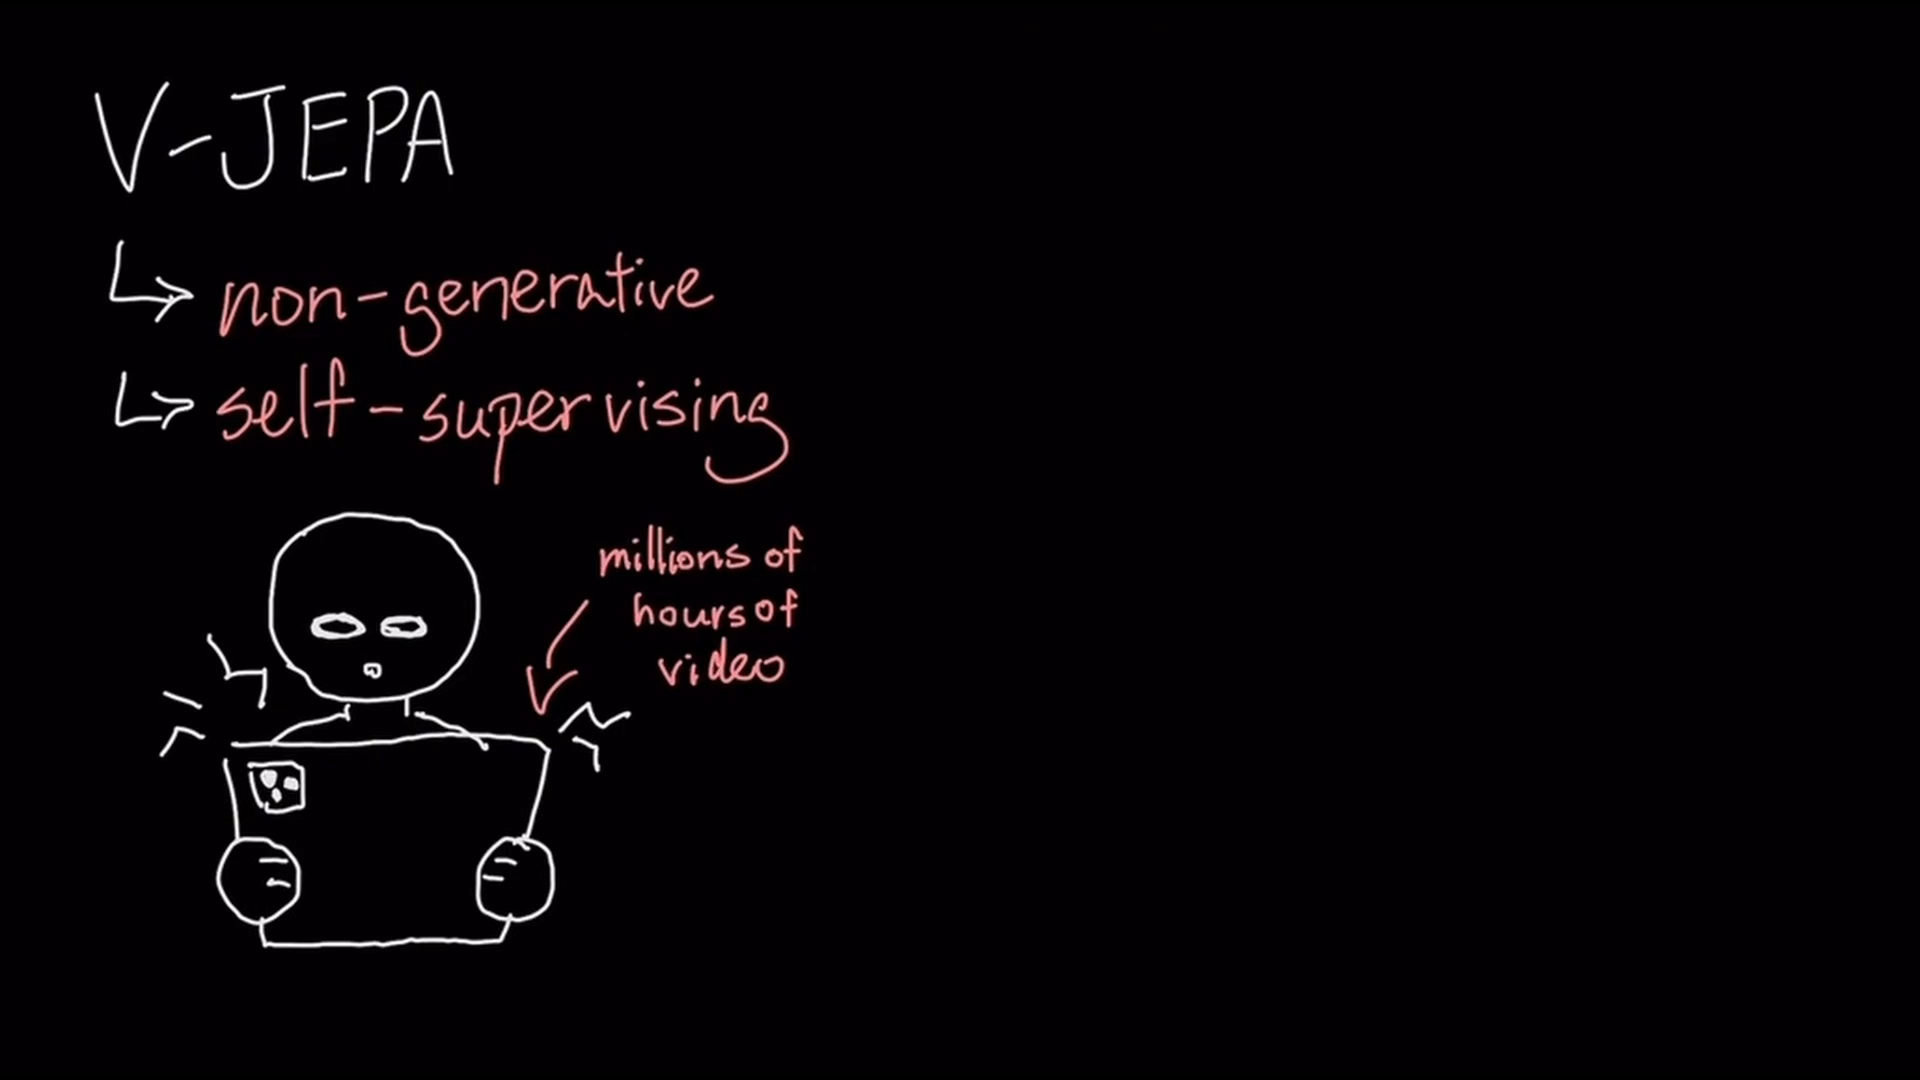 V-JEPA
non-generative
self-supervising
millions of
hours of
video